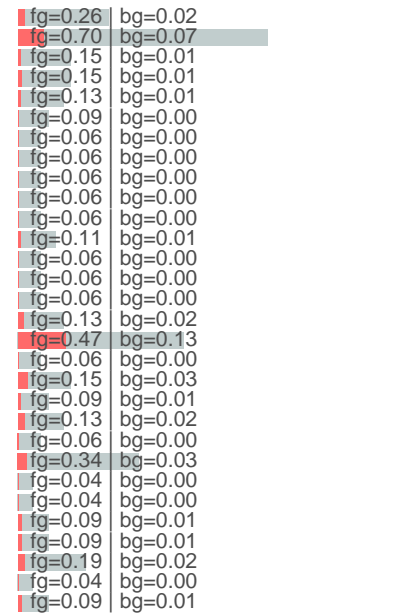 fg=0.26 | bg=0.02
fg=0.70 | bg=0.07
fg=0.15 | bg=0.01
fg=0.15 | bg=0.01
fg=0.13 | bg=0.01
fg=0.09 | bg=0.00
fg=0.06 | bg=0.00
fg=0.06 | bg=0.00
fg=0.06 | bg=0.00
fg=0.06 | bg=0.00
fg=0.06 | bg=0.00
fg=0.11 | bg=0.01
fg=0.06 | bg=0.00
fg=0.06 | bg=0.00
fg=0.06 | bg=0.00
fg=0.13 | bg=0.02
fg=0.47 | bg=0.13
fg=0.06 | bg=0.00
fg=0.15 | bg=0.03
fg=0.09 | bg=0.01
fg=0.13 | bg=0.02
fg=0.06 | bg=0.00
fg=0.34 | bg=0.03
fg=0.04 | bg=0.00
fg=0.04 | bg=0.00
fg=0.09 | bg=0.01
fg=0.09 | bg=0.01
fg=0.19 | bg=0.02
fg=0.04 | bg=0.00
fg=0.09 | bg=0.01